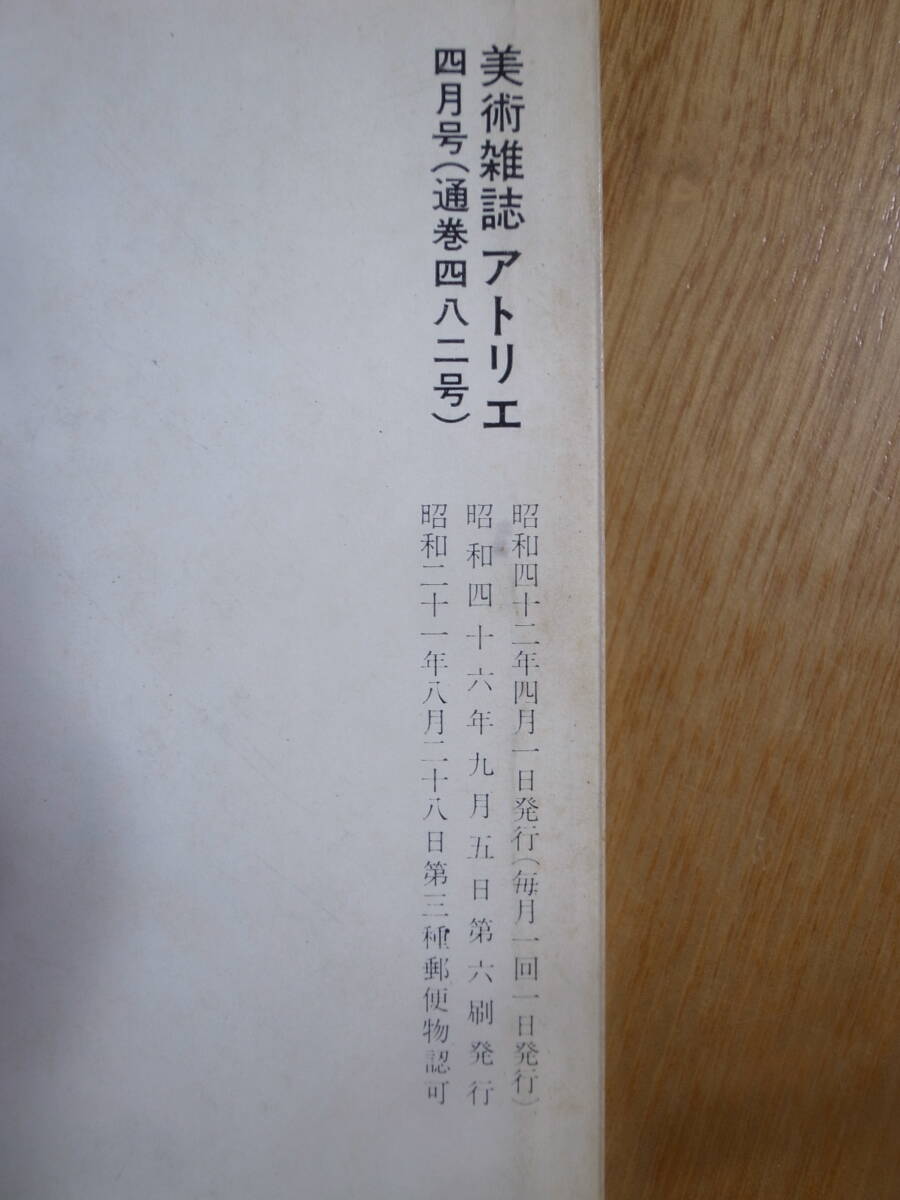 美術雑誌 アトリエ
四月号(通巻四八二号)
昭和四十二年四月一日発行(毎月一回一日発行)
昭和四十六年九月五日第六刷発行
昭和二十一年八月二十八日第三種郵便物認可